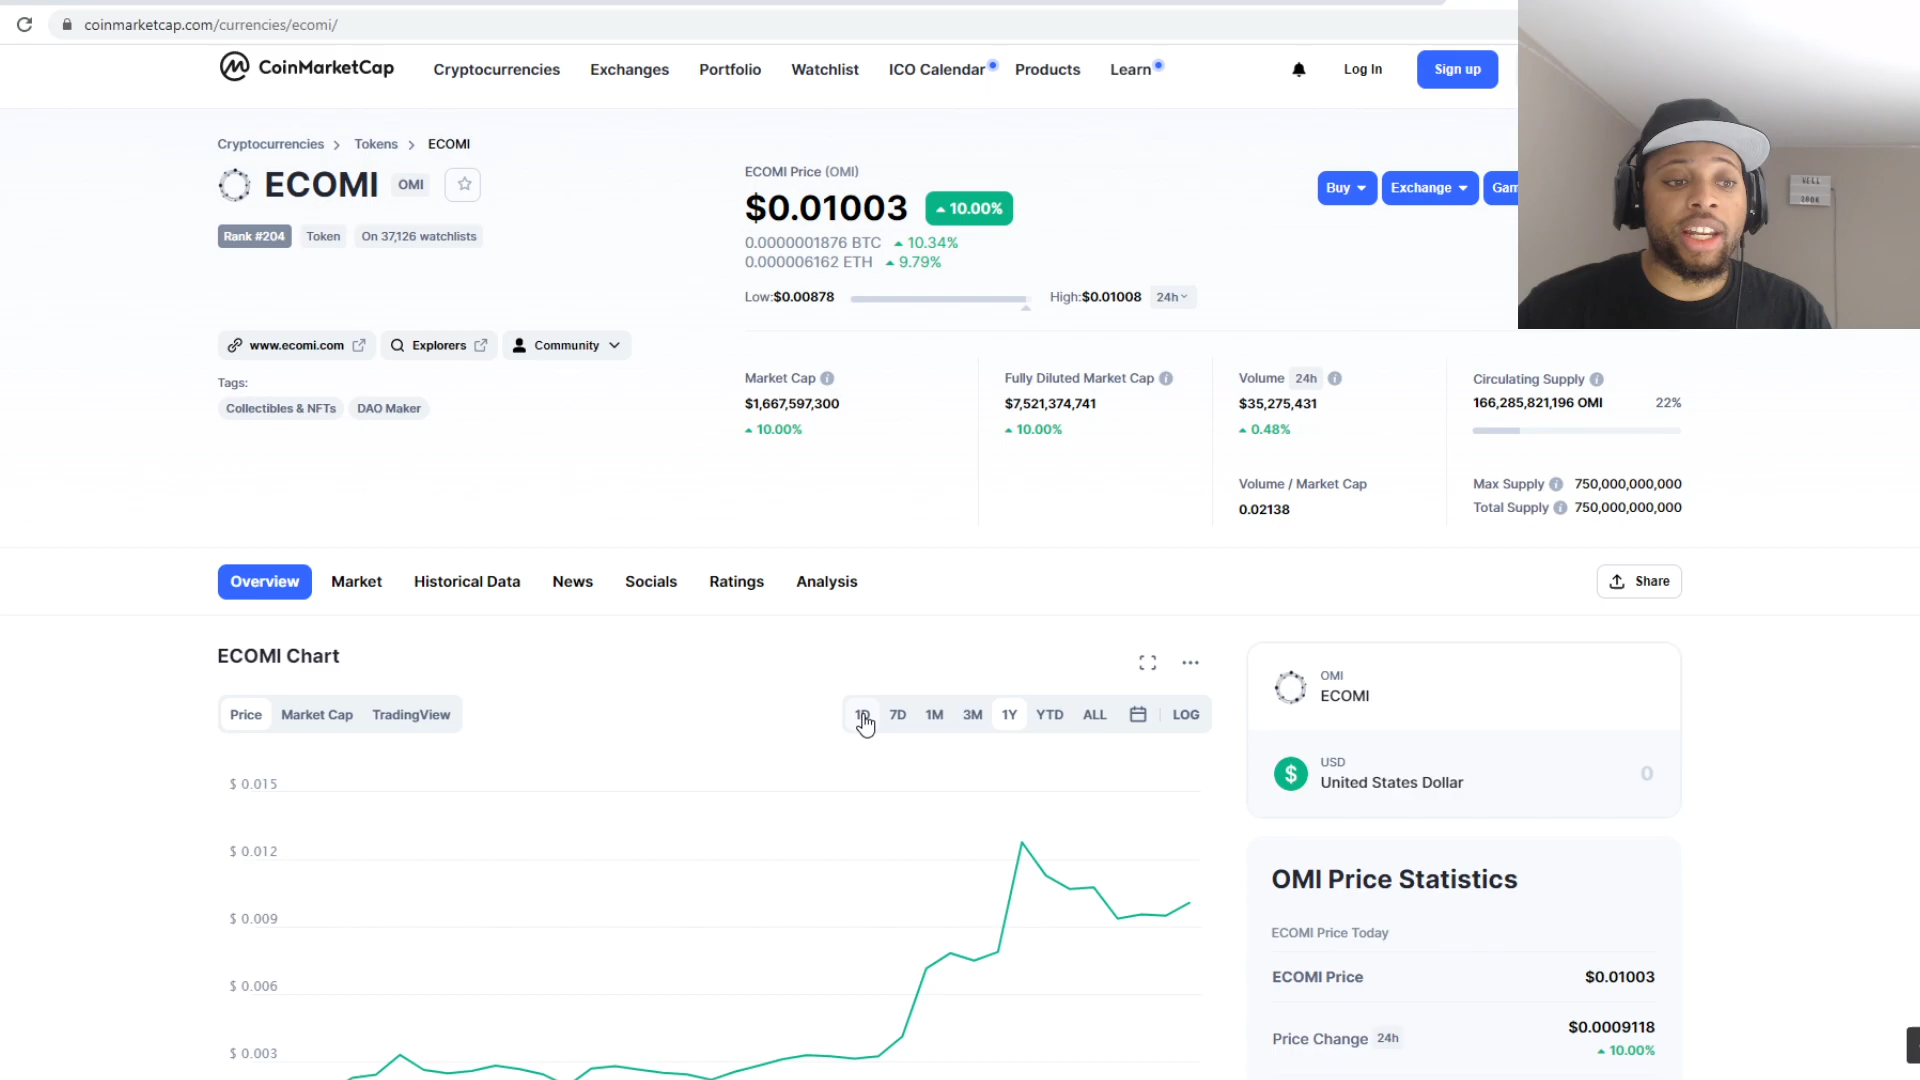 coinmarketcap.com/currencies/ecomi/
CoinMarketCap
Cryptocurrencies Exchanges Portfolio Watchlist ICO Calendar Products Learn
Log In
Sign up
Cryptocurrencies > Tokens > ECOMI
ECOMI OMI
Rank #204 Token On 37,126 watchlists
www.ecomi.com Explorers Community
Tags:
Collectibles & NFTs DAO Maker
ECOMI Price (OMI)
$0.01003 10.00%
0.0000001876 BTC 10.34%
0.000006162 ETH 9.79%
Low:$0.00878 High:$0.01008 24h
Buy Exchange Gam
Market Cap
$1,667,597,300
10.00%
Fully Diluted Market Cap
$7,521,374,741
10.00%
Volume 24h
$35,275,431
0.48%
Volume / Market Cap
0.02138
Circulating Supply
166,285,821,196 OMI 22%
Max Supply 750,000,000,000
Total Supply 750,000,000,000
Overview Market Historical Data News Socials Ratings Analysis
Share
ECOMI Chart
Price Market Cap TradingView
1D 7D 1M 3M 1Y YTD ALL LOG
$ 0.015
$ 0.012
$ 0.009
$ 0.006
$ 0.003
OMI
ECOMI
USD
United States Dollar 0
OMI Price Statistics
ECOMI Price Today
ECOMI Price $0.01003
Price Change 24h $0.0009118
10.00%